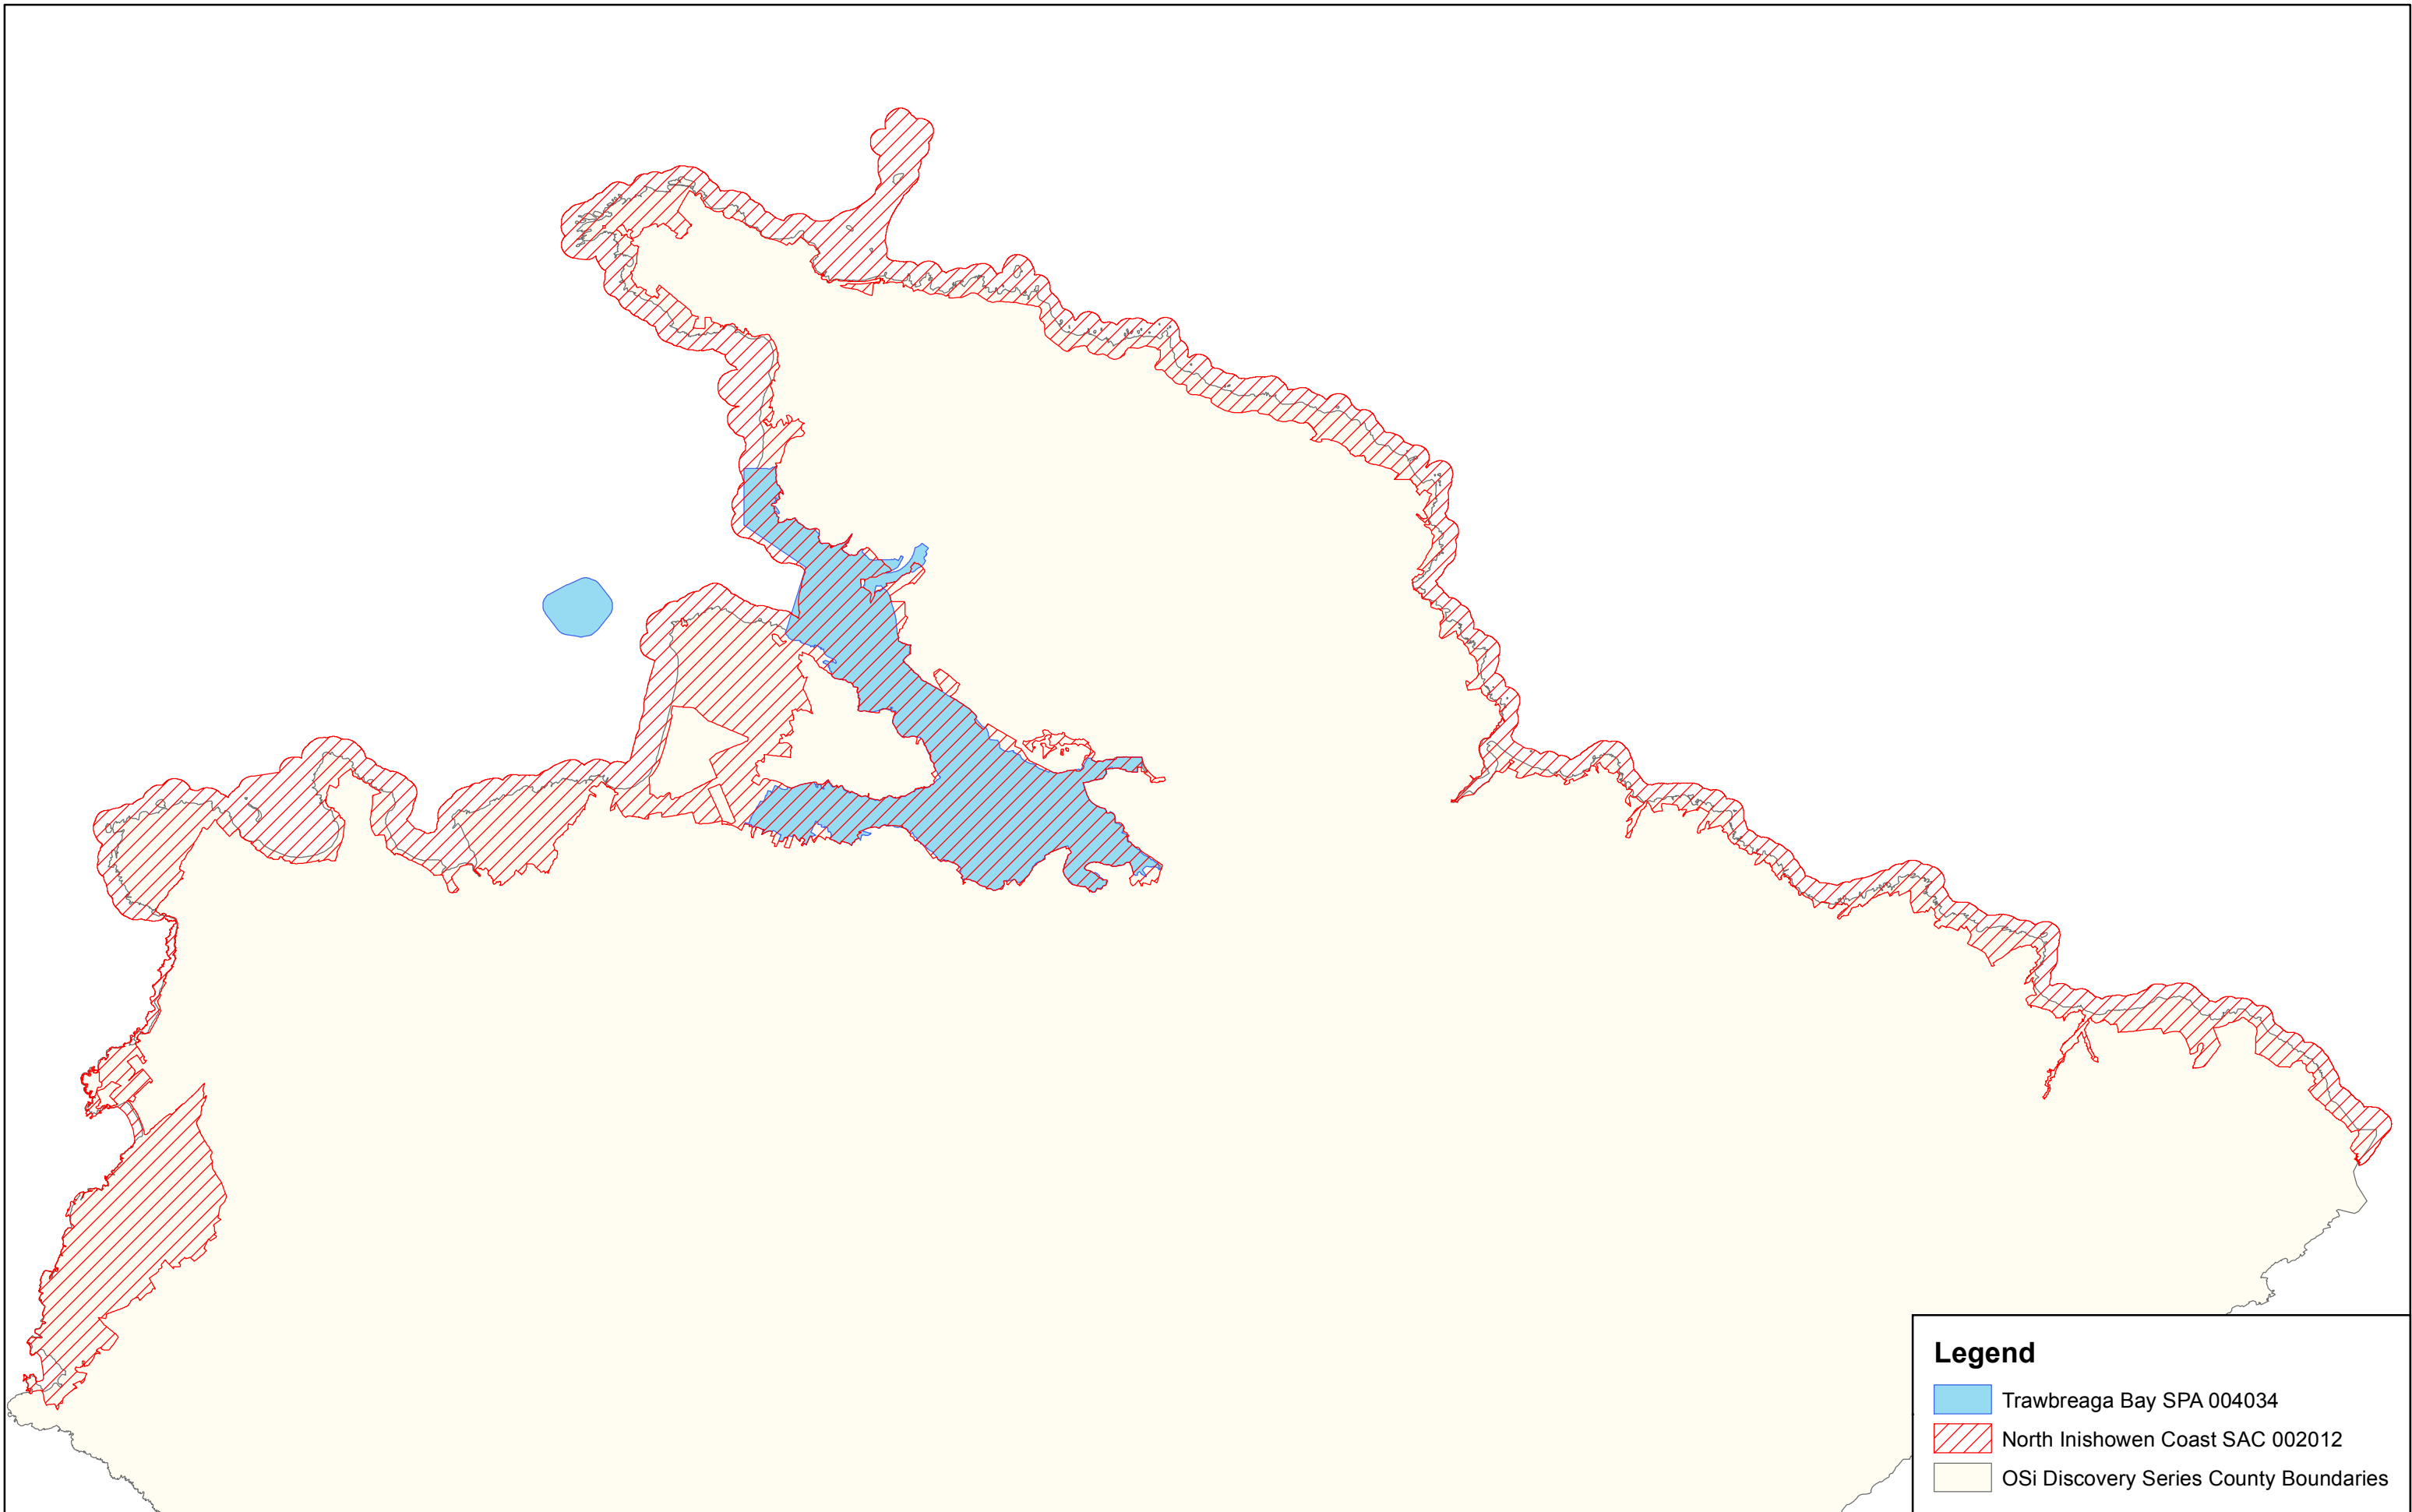 Legend
Trawbreaga Bay SPA 004034
North Inishowen Coast SAC 002012
OSi Discovery Series County Boundaries